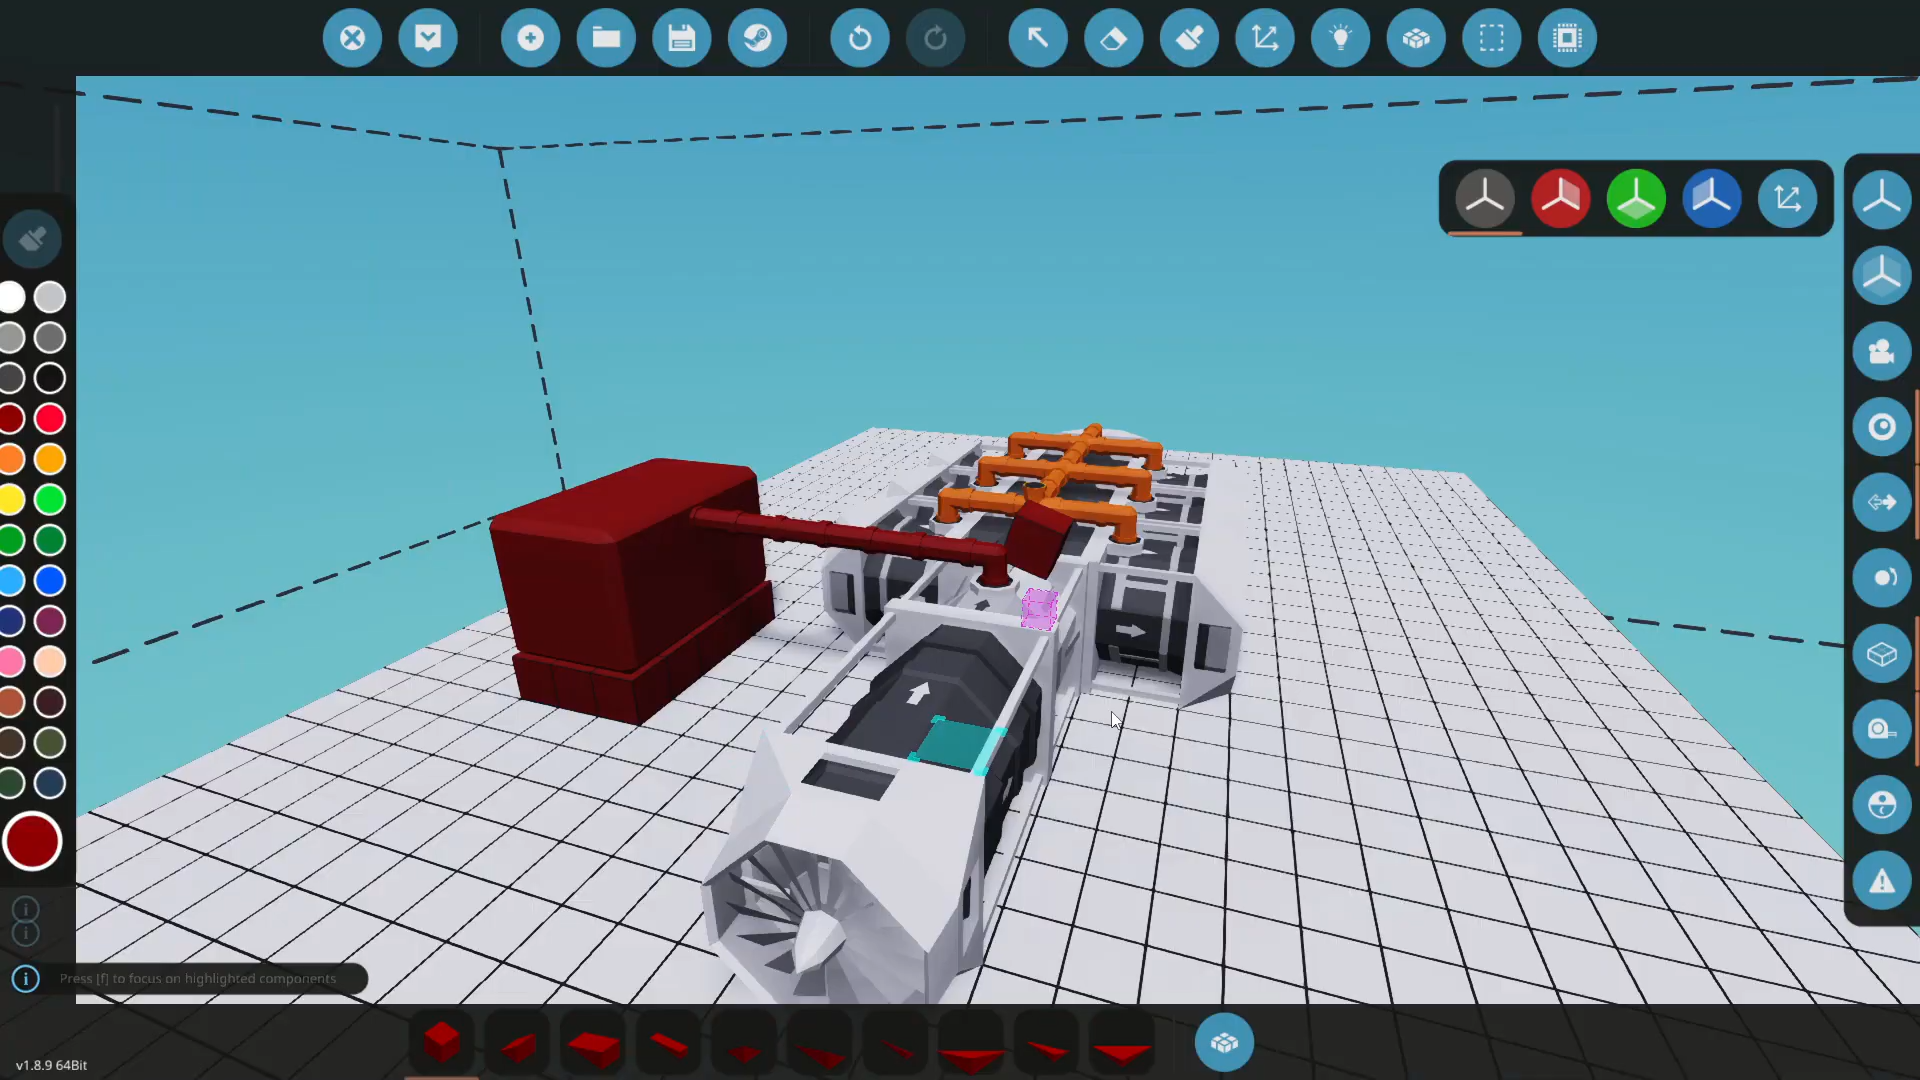 Press [f] to focus on highlighted components
v1.8.9 64Bit